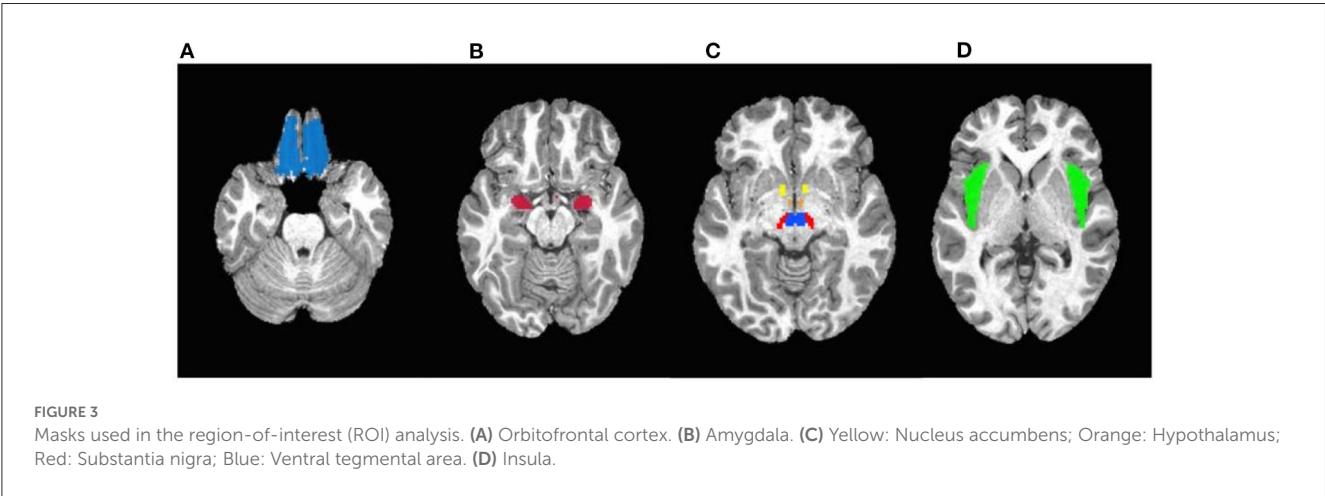 A B C D
FIGURE 3
Masks used in the region-of-interest (ROI) analysis. (A) Orbitofrontal cortex. (B) Amygdala. (C) Yellow: Nucleus accumbens; Orange: Hypothalamus;
Red: Substantia nigra; Blue: Ventral tegmental area. (D) Insula.